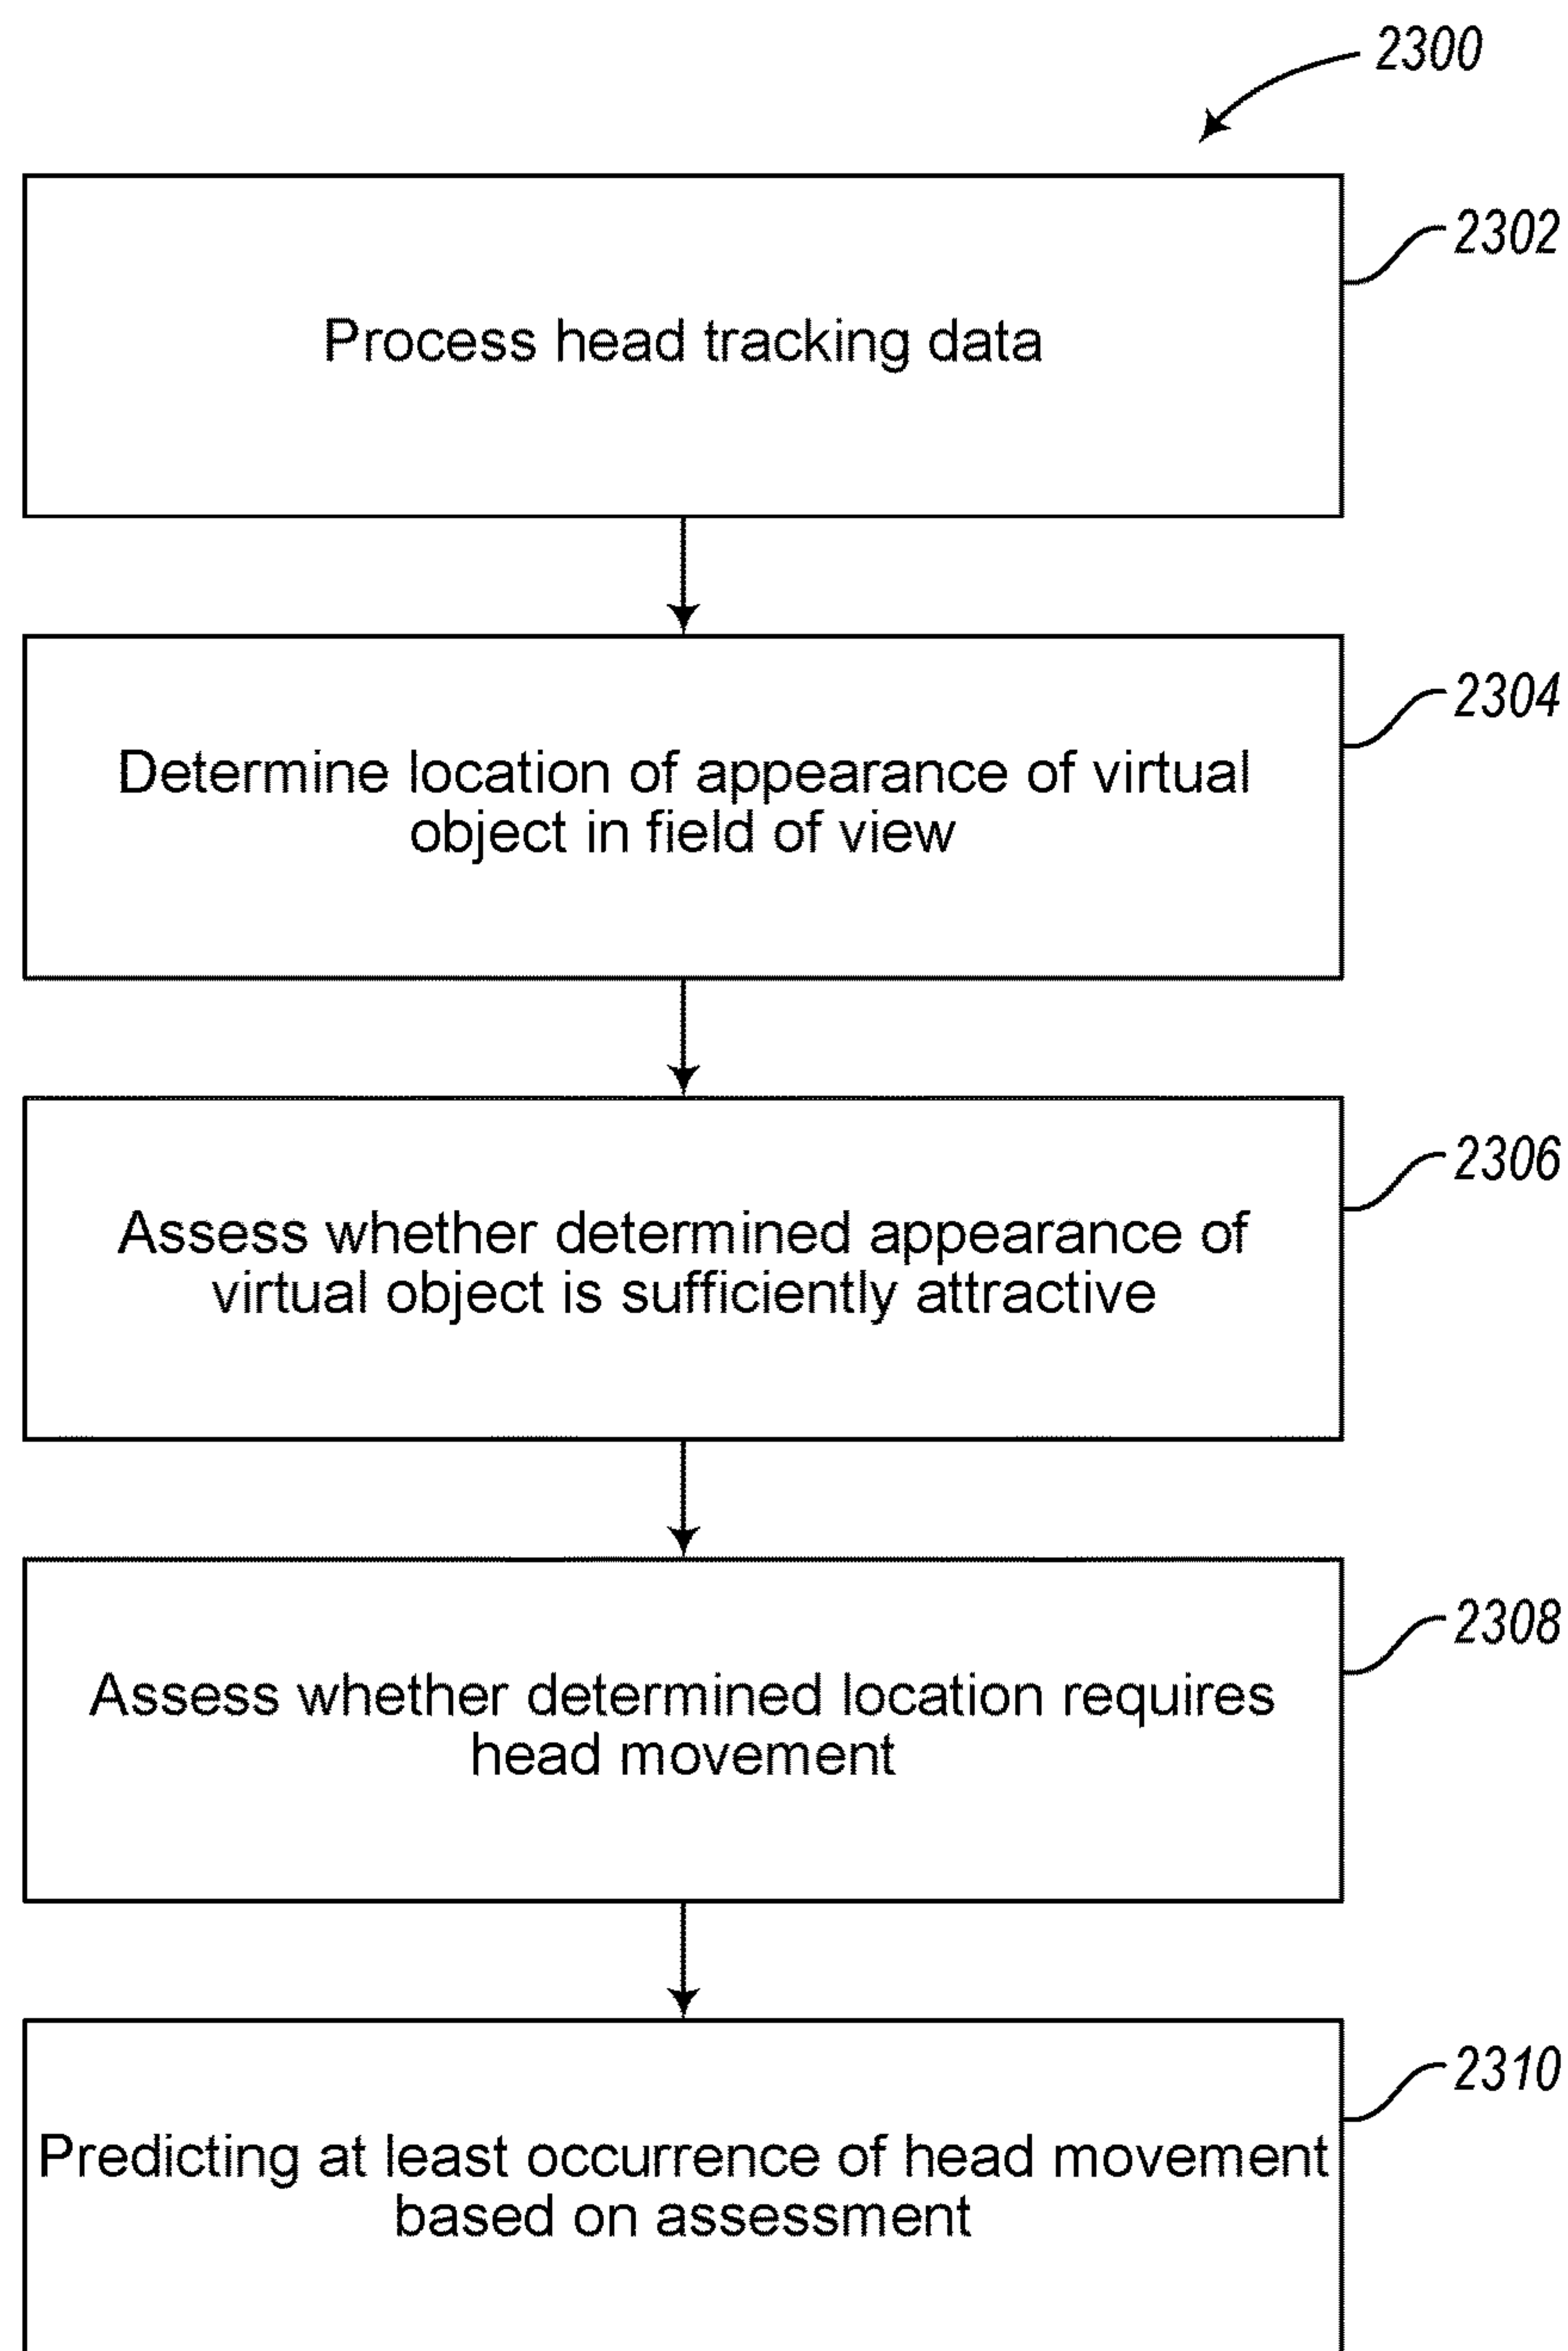 2300
2302
Process head tracking data
2304
Determine location of appearance of virtual
object in field of view
2306
Assess whether determined appearance of
virtual object is sufficiently attractive
2308
Assess whether determined location requires
head movement
2310
Predicting at least occurrence of head movement
based on assessment